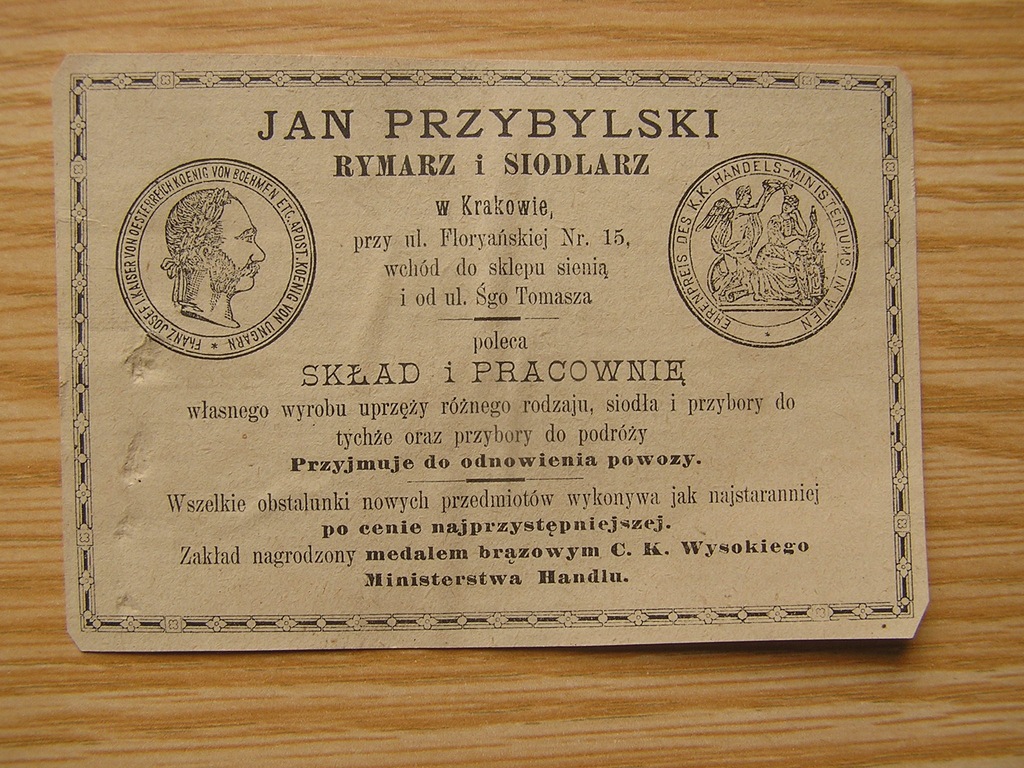 JAN PRZYBYLSKI
RYMARZ i SIODLARZ
w Krakowie,
przy ul. Floryańskiej Nr. 15,
wchód do sklepu sienią
i od ul. Śgo Tomasza
FRANZ JOSEF I. KAISER VON OESTERREICH KOENIG VON BOEHMEN ETC. APOST. KOENIG VON UNGARN *
EHRENPREIS DES K.K. HANDELS-MINISTERIUMS IN WIEN *
poleca
SKŁAD i PRACOWNIĘ
własnego wyrobu uprzęży różnego rodzaju, siodła i przybory do
tychże oraz przybory do podróży
Przyjmuje do odnowienia powozy.
Wszelkie obstalunki nowych przedmiotów wykonywa jak najstaranniej
po cenie najprzystępniejszej.
Zakład nagrodzony medalem brązowym C. K. Wysokiego
Ministerstwa Handlu.